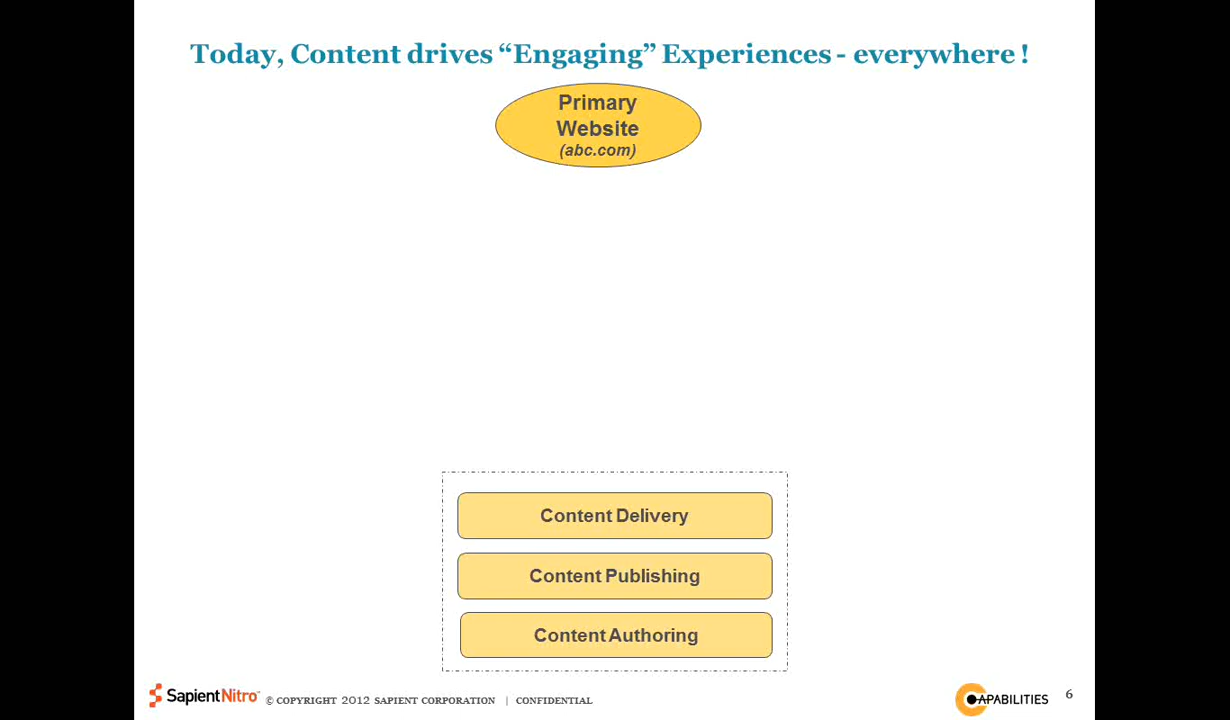 Today, Content drives “Engaging” Experiences - everywhere !
Primary
Website
(abc.com)
Content Delivery
Content Publishing
Content Authoring
SapientNitro™ © COPYRIGHT 2012 SAPIENT CORPORATION | CONFIDENTIAL
CAPABILITIES 6